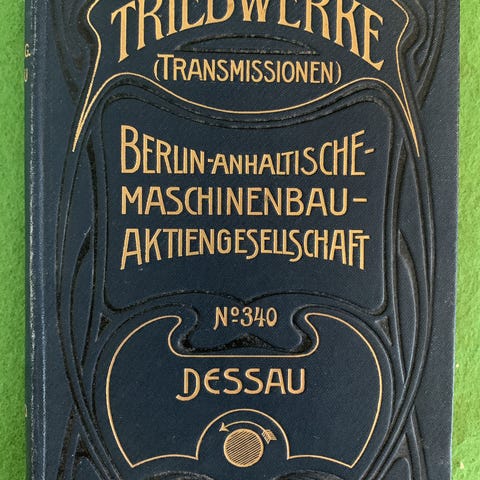 TRIEBWERKE
(TRANSMISSIONEN)
BERLIN-ANHALTISCHE-
MASCHINENBAU-
AKTIENGESELLSCHAFT
No 340
DESSAU